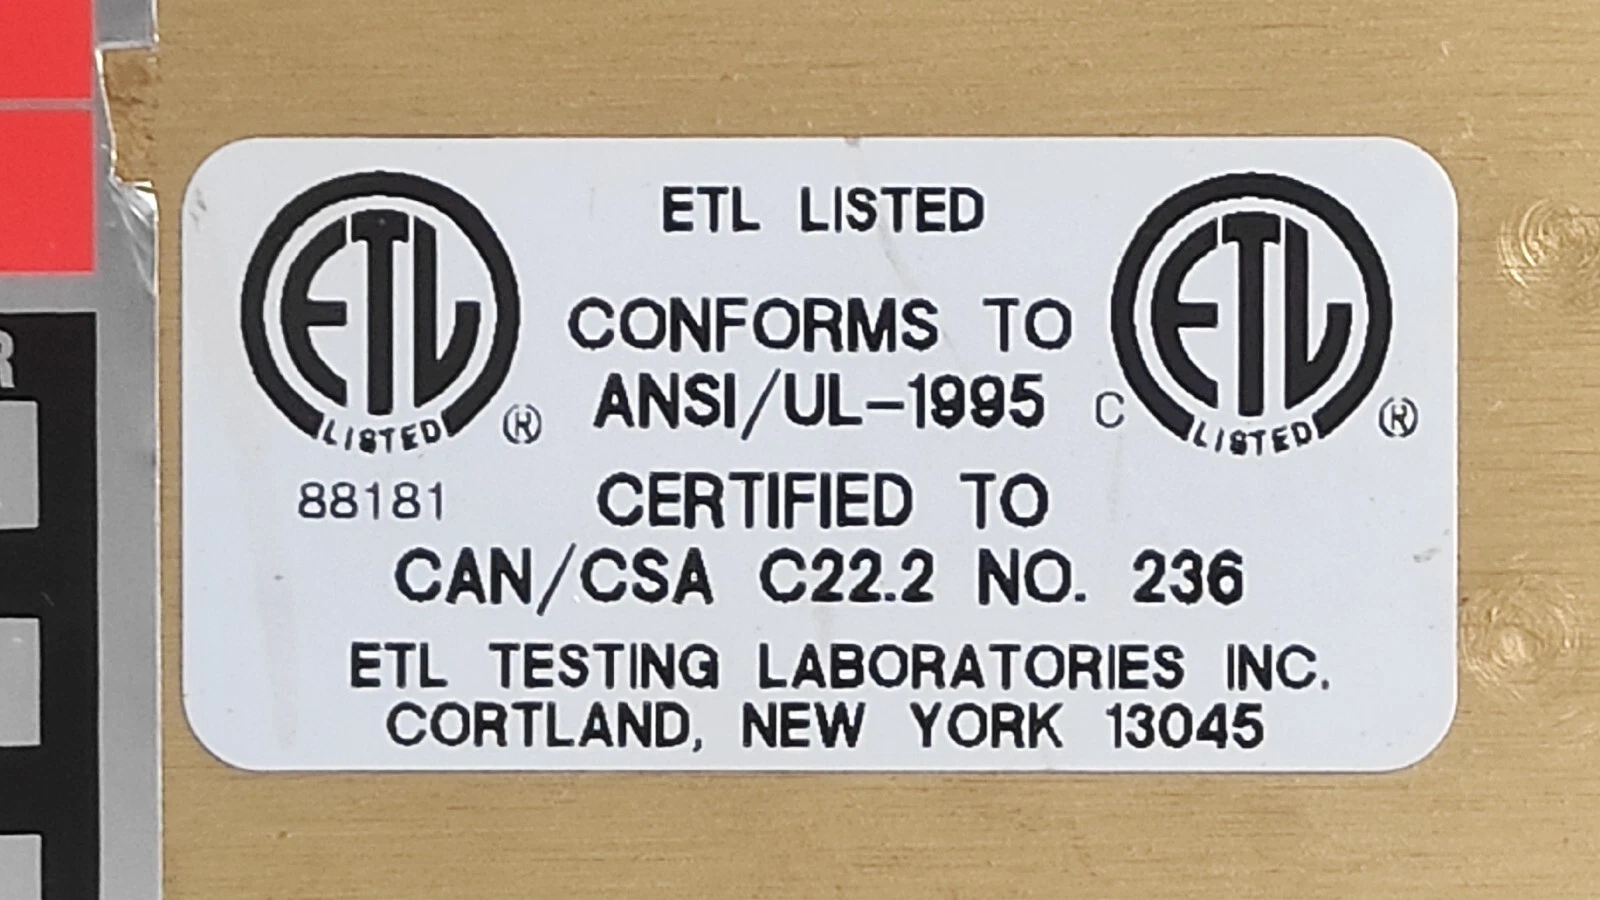 R
ETL LISTED
ETL
LISTED ®
88181
CONFORMS TO
ANSI/UL-1995
C ETL
LISTED ®
CERTIFIED TO
CAN/CSA C22.2 NO. 236
ETL TESTING LABORATORIES INC.
CORTLAND, NEW YORK 13045